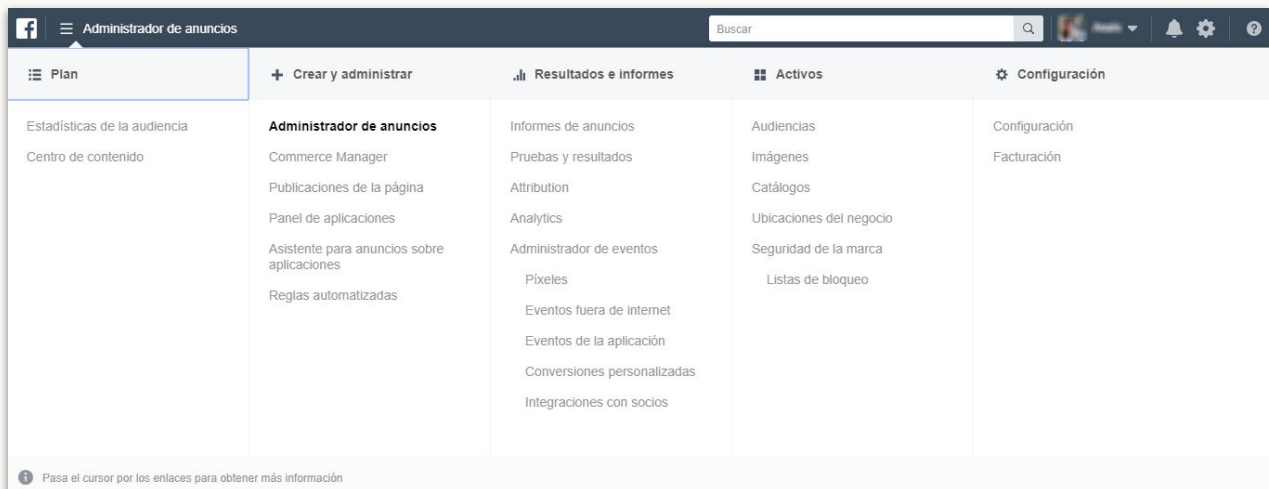 Administrador de anuncios
Buscar
Plan
Estadísticas de la audiencia
Centro de contenido
Crear y administrar
Administrador de anuncios
Commerce Manager
Publicaciones de la página
Panel de aplicaciones
Asistente para anuncios sobre
aplicaciones
Reglas automatizadas
Resultados e informes
Informes de anuncios
Pruebas y resultados
Attribution
Analytics
Administrador de eventos
Píxeles
Eventos fuera de internet
Eventos de la aplicación
Conversiones personalizadas
Integraciones con socios
Activos
Audiencias
Imágenes
Catálogos
Ubicaciones del negocio
Seguridad de la marca
Listas de bloqueo
Configuración
Configuración
Facturación
Pasa el cursor por los enlaces para obtener más información